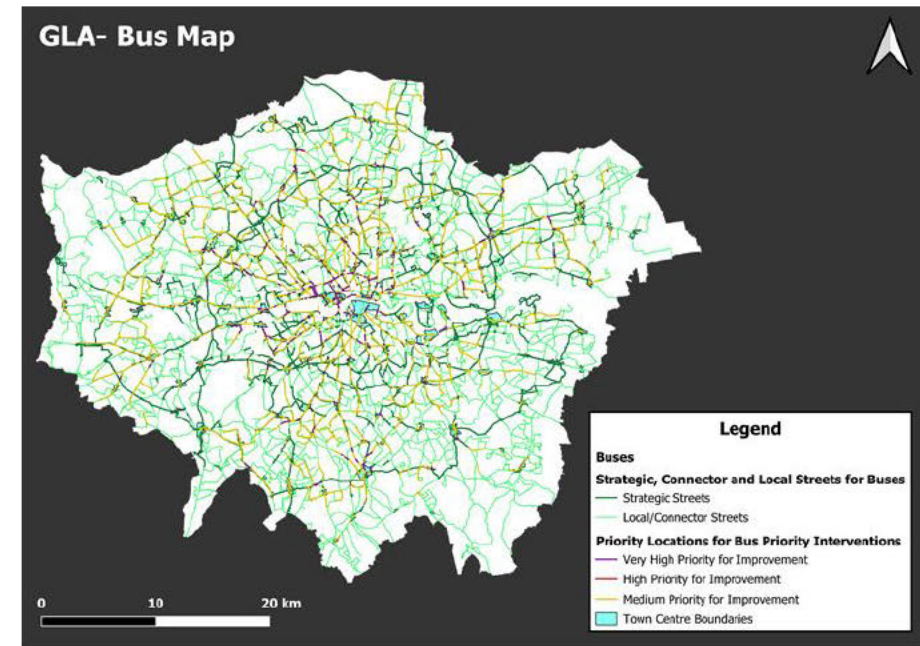 GLA- Bus Map
Legend
Buses
Strategic, Connector and Local Streets for Buses
Strategic Streets
Local/Connector Streets
Priority Locations for Bus Priority Interventions
Very High Priority for Improvement
High Priority for Improvement
Medium Priority for Improvement
Town Centre Boundaries
0 10 20 km